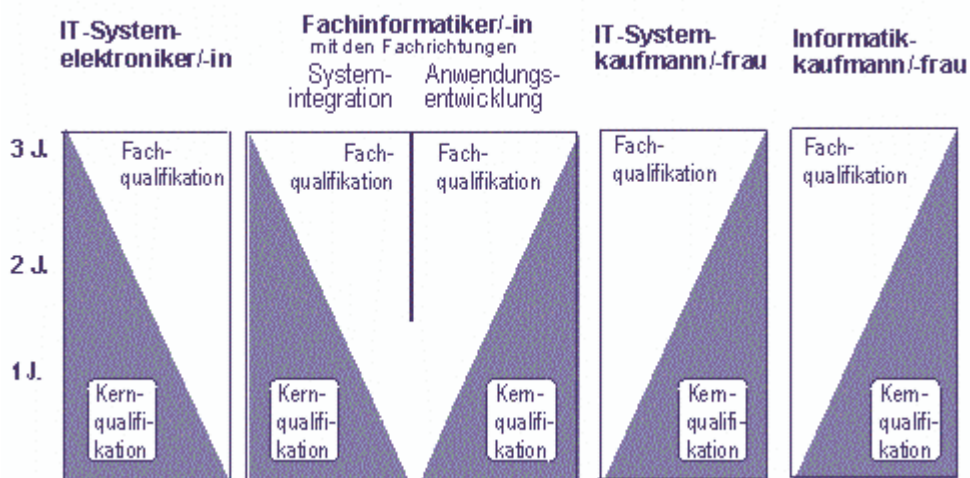 IT-System-
elektroniker/-in
Fachinformatiker/-in
mit den Fachrichtungen
System-
integration
Anwendungs-
entwicklung
IT-System-
kaufmann/-frau
Informatik-
kaufmann/-frau
3 J.
2 J.
1 J.
Fach-
qualifikation
Kern-
qualifi-
kation
Fach-
qualifikation
Kern-
qualifi-
kation
Fach-
qualifikation
Kern-
qualifi-
kation
Fach-
qualifikation
Kern-
qualifi-
kation
Fach-
qualifikation
Kern-
qualifi-
kation